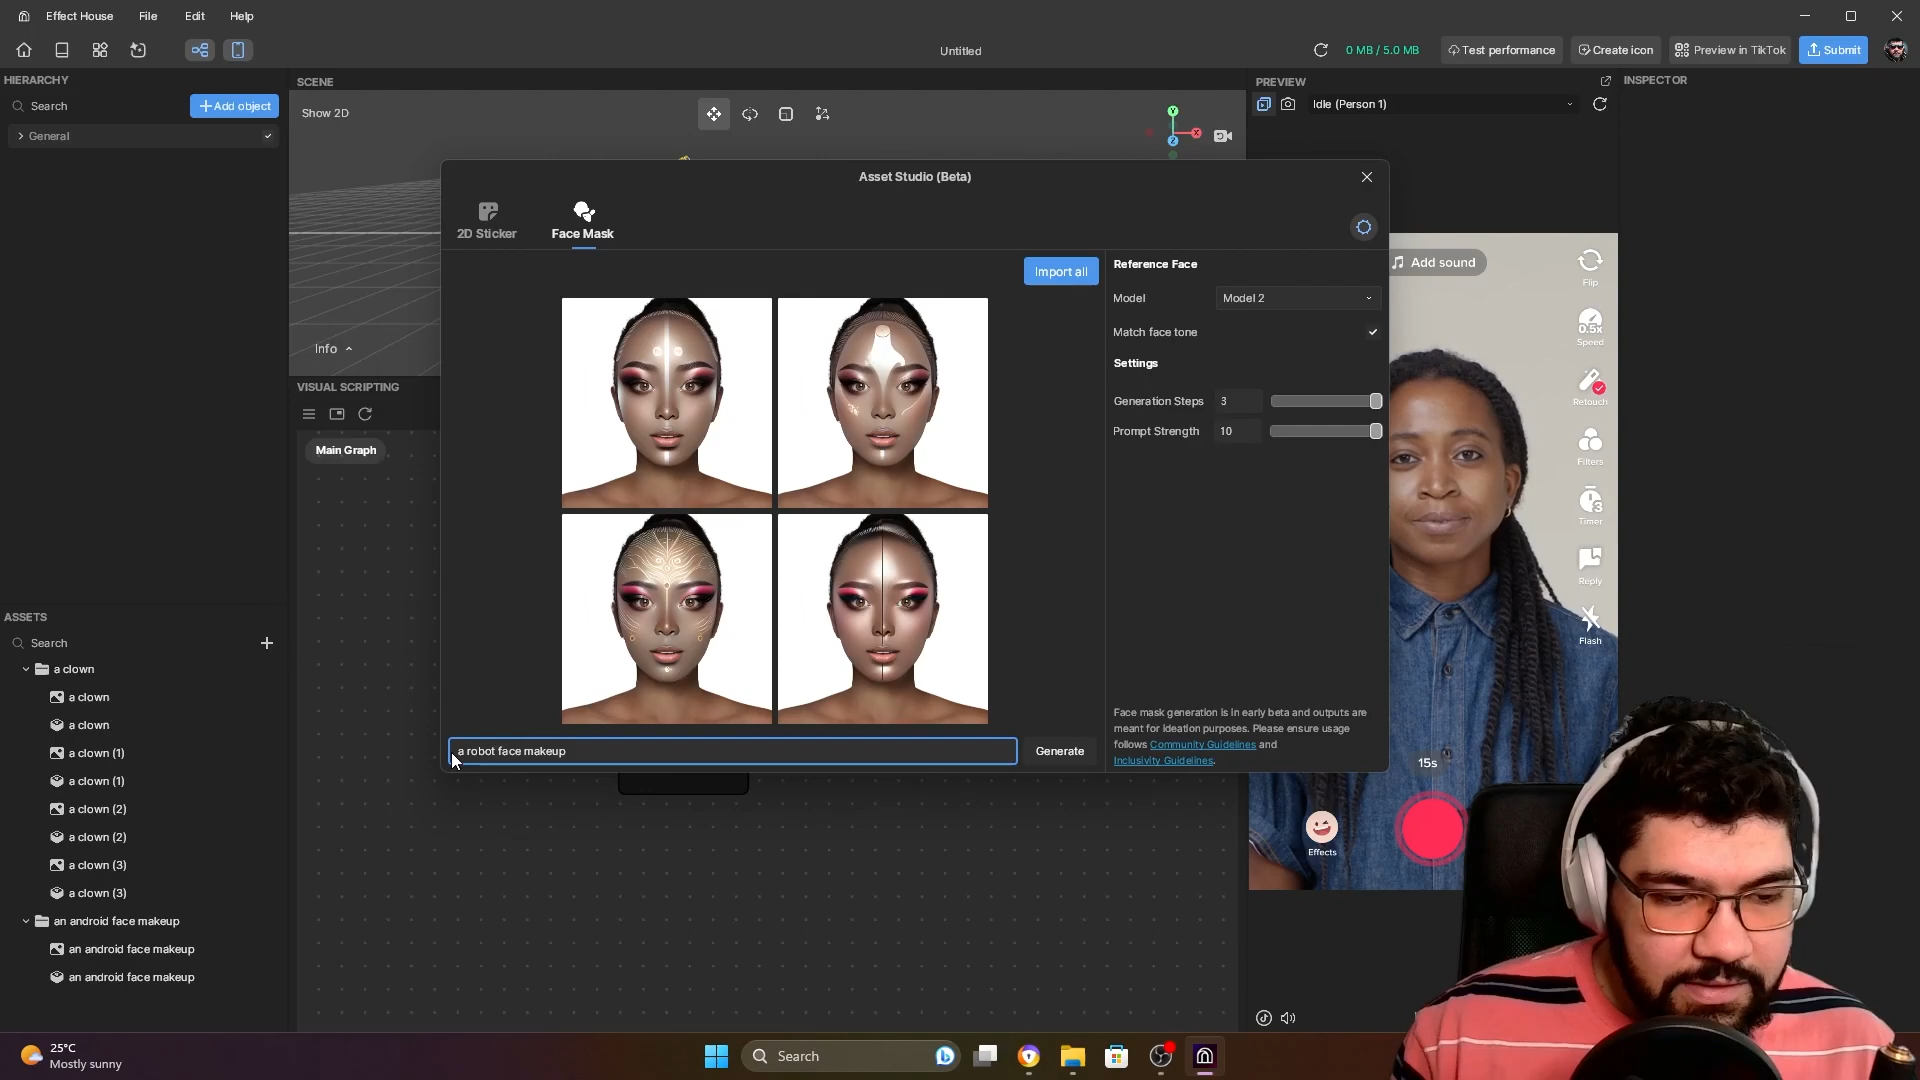 Effect House
File
Edit
Help
Untitled
0 MB / 5.0 MB
Test performance
Create icon
Preview in TikTok
Submit
HIERARCHY
Search
Add object
General
SCENE
Show 2D
Info
VISUAL SCRIPTING
Main Graph
PREVIEW
Idle (Person 1)
INSPECTOR
Asset Studio (Beta)
2D Sticker
Face Mask
Import all
Reference Face
Model
Model 2
Match face tone
Settings
Generation Steps
3
Prompt Strength
10
Face mask generation is in early beta and outputs are
meant for ideation purposes. Please ensure usage
follows Community Guidelines and
Inclusivity Guidelines.
a robot face makeup
Generate
Add sound
Flip
0.5x
Speed
Retouch
Filters
3
Timer
Reply
Flash
15s
Effects
ASSETS
Search
a clown
a clown
a clown
a clown (1)
a clown (1)
a clown (2)
a clown (2)
a clown (3)
a clown (3)
an android face makeup
an android face makeup
an android face makeup
25°C
Mostly sunny
Search